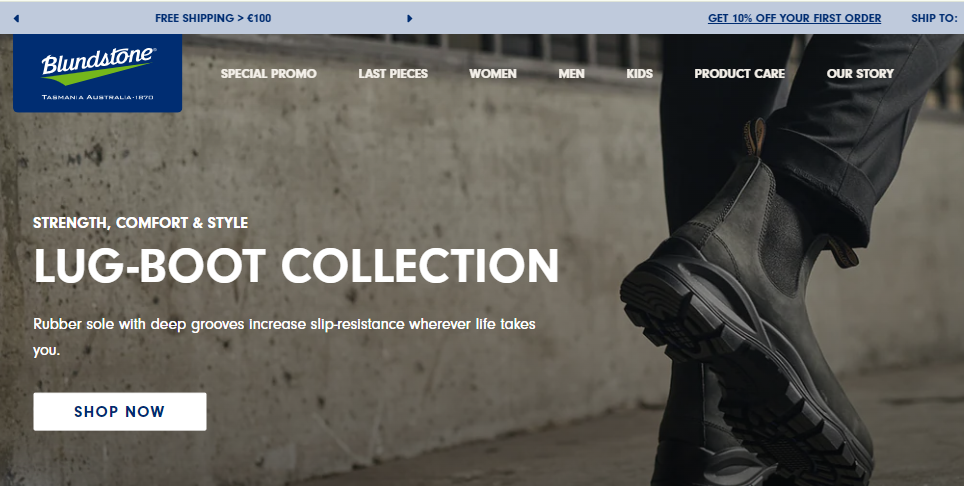 FREE SHIPPING > €100
GET 10% OFF YOUR FIRST ORDER
SHIP TO:
Blundstone®
TASMANIA AUSTRALIA·1870
SPECIAL PROMO
LAST PIECES
WOMEN
MEN
KIDS
PRODUCT CARE
OUR STORY
STRENGTH, COMFORT & STYLE
LUG-BOOT COLLECTION
Rubber sole with deep grooves increase slip-resistance wherever life takes
you.
SHOP NOW